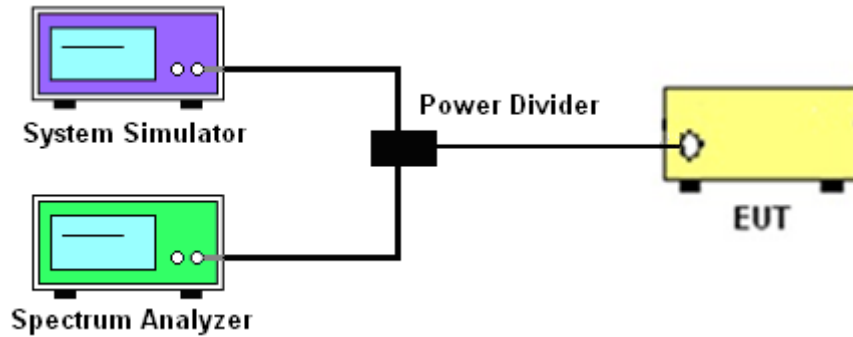 System Simulator
Power Divider
EUT
Spectrum Analyzer